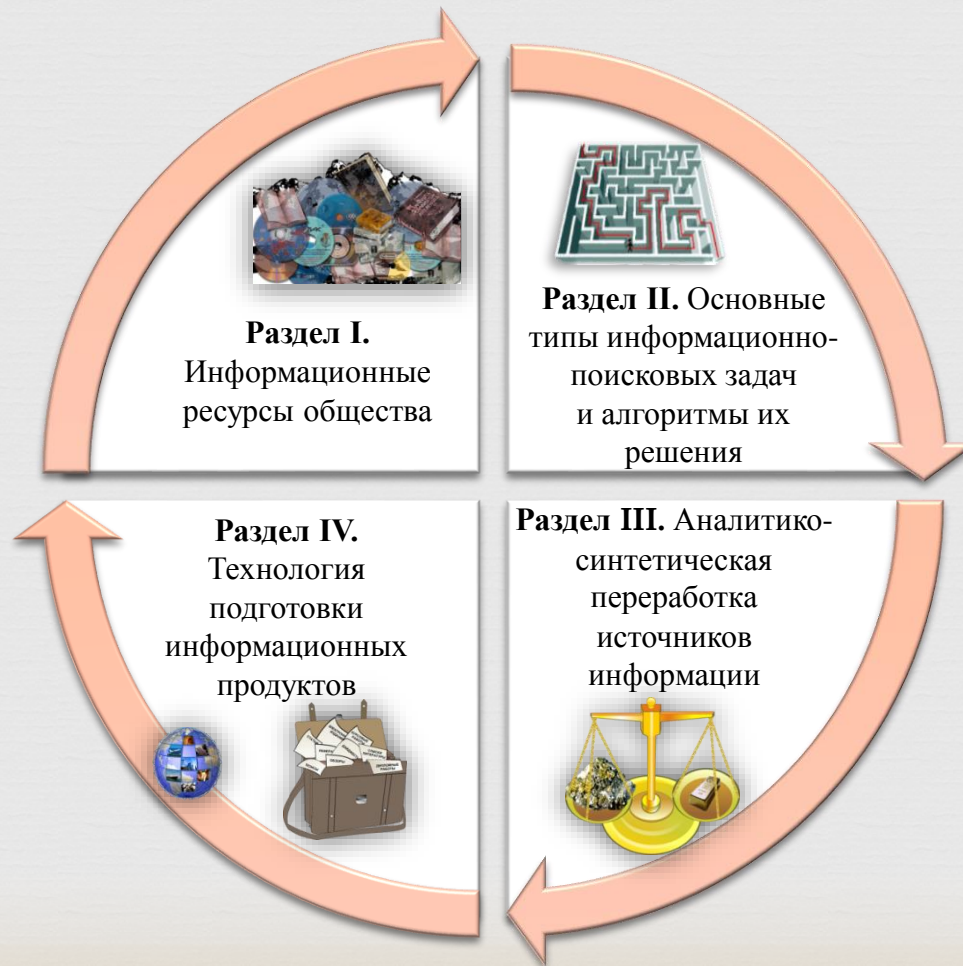 Раздел I.
Информационные
ресурсы общества
Раздел II. Основные
типы информационно-
поисковых задач
и алгоритмы их
решения
Раздел III. Аналитико-
синтетическая
переработка
источников
информации
Раздел IV.
Технология
подготовки
информационных
продуктов